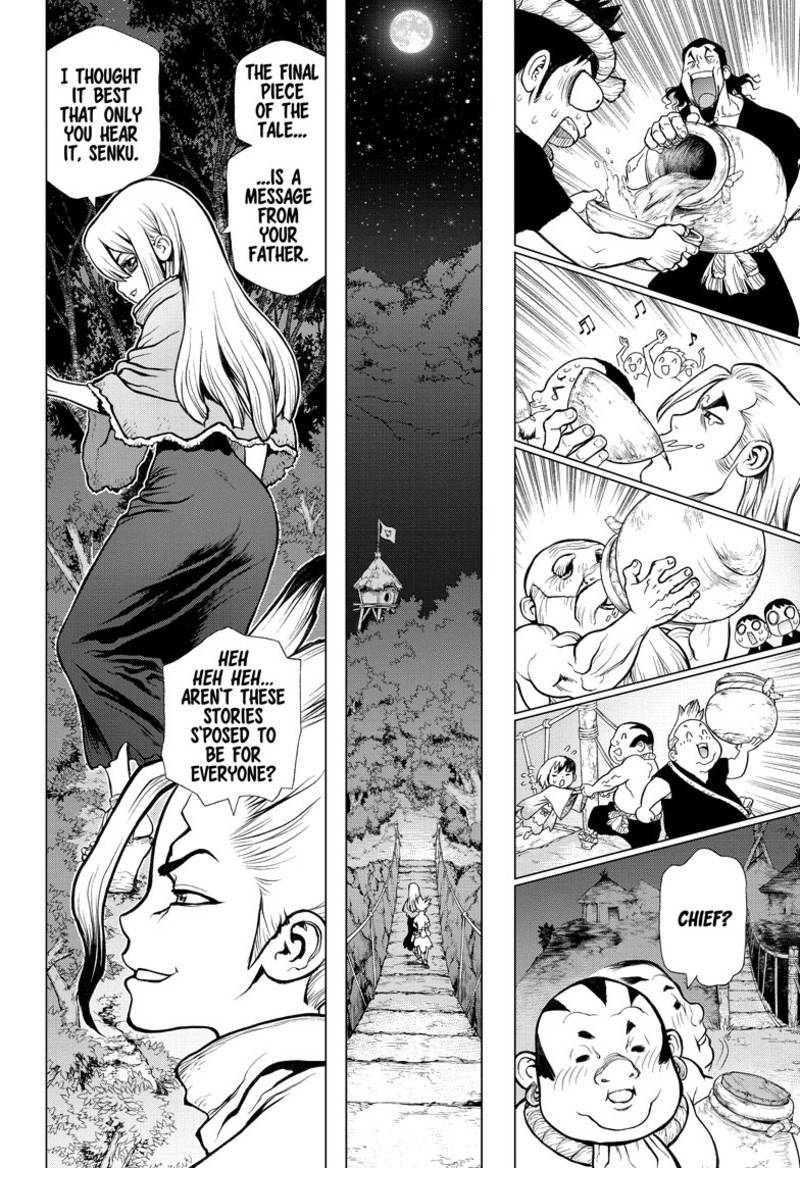 CHIEF?
THE FINAL
PIECE
OF THE
TALE...
...IS A
MESSAGE
FROM
YOUR
FATHER.
I THOUGHT
IT BEST
THAT ONLY
YOU HEAR
IT, SENKU.
HEH
HEH HEH...
AREN'T THESE
STORIES
S'POSED TO
BE FOR
EVERYONE?